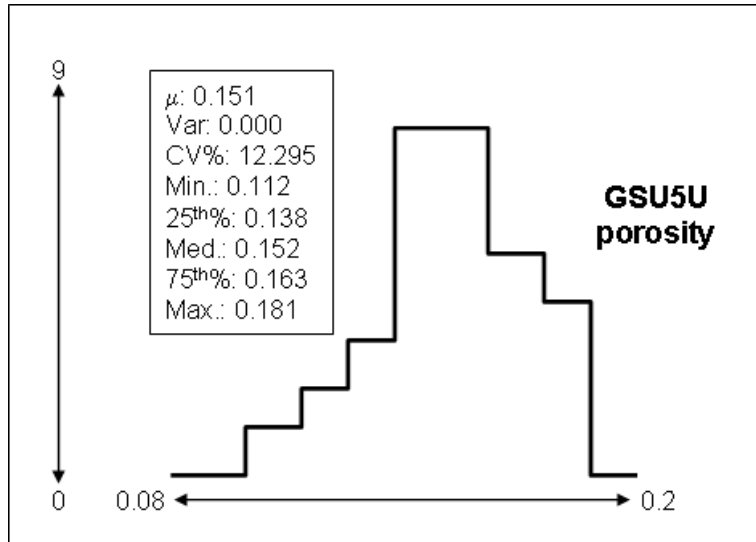 9
μ: 0.151
Var: 0.000
CV%: 12.295
Min.: 0.112
25th%: 0.138
Med.: 0.152
75th%: 0.163
Max.: 0.181
GSU5U
porosity
0
0.08
0.2